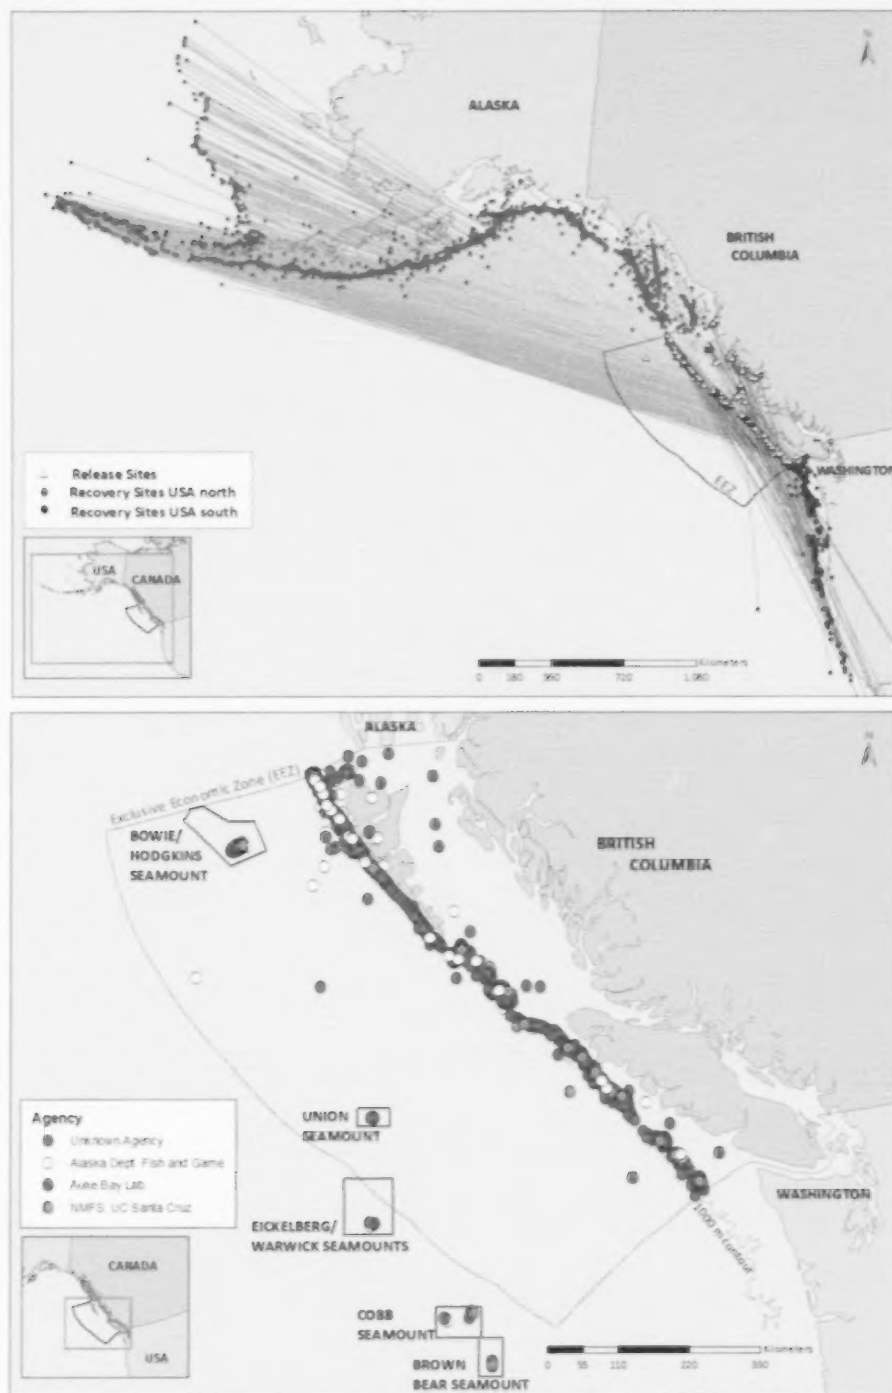 N
ALASKA
BRITISH
COLUMBIA
WASHINGTON
EEZ
Release Sites
Recovery Sites USA north
Recovery Sites USA south
USA
CANADA
Kilometers
0 180 360 720 1,080
ALASKA
N
Exclusive Economic Zone (EEZ)
BOWIE/
HODGKINS
SEAMOUNT
BRITISH
COLUMBIA
UNION
SEAMOUNT
Agency
Unknown Agency
Alaska Dept. Fish and Game
Auke Bay Lab
NMFS, UC Santa Cruz
EICKELBERG/
WARWICK SEAMOUNTS
WASHINGTON
1000 m contour
CANADA
USA
COBB
SEAMOUNT
BROWN
BEAR SEAMOUNT
Kilometers
0 55 110 220 330